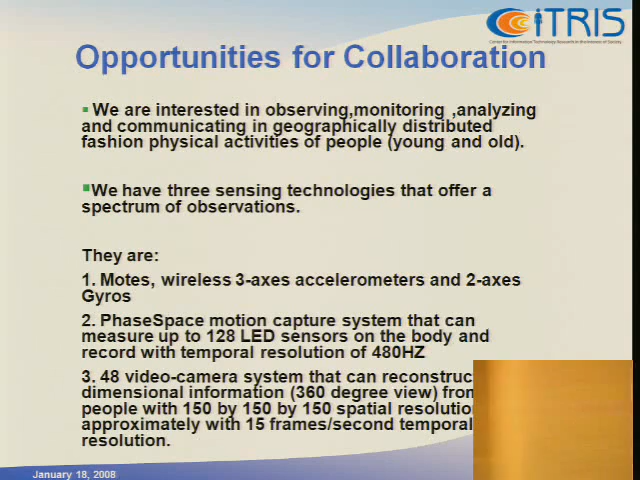 CiTRIS
Center for Information Technology Research in the Interest of Society
Opportunities for Collaboration
▪ We are interested in observing,monitoring ,analyzing
and communicating in geographically distributed
fashion physical activities of people (young and old).
▪We have three sensing technologies that offer a
spectrum of observations.
They are:
1. Motes, wireless 3-axes accelerometers and 2-axes
Gyros
2. PhaseSpace motion capture system that can
measure up to 128 LED sensors on the body and
record with temporal resolution of 480HZ
3. 48 video-camera system that can reconstruc
dimensional information (360 degree view)
people with 150 by 150 by 150 spatial
approximately with 15 frames/second temporal
resolution.
January 18, 2008